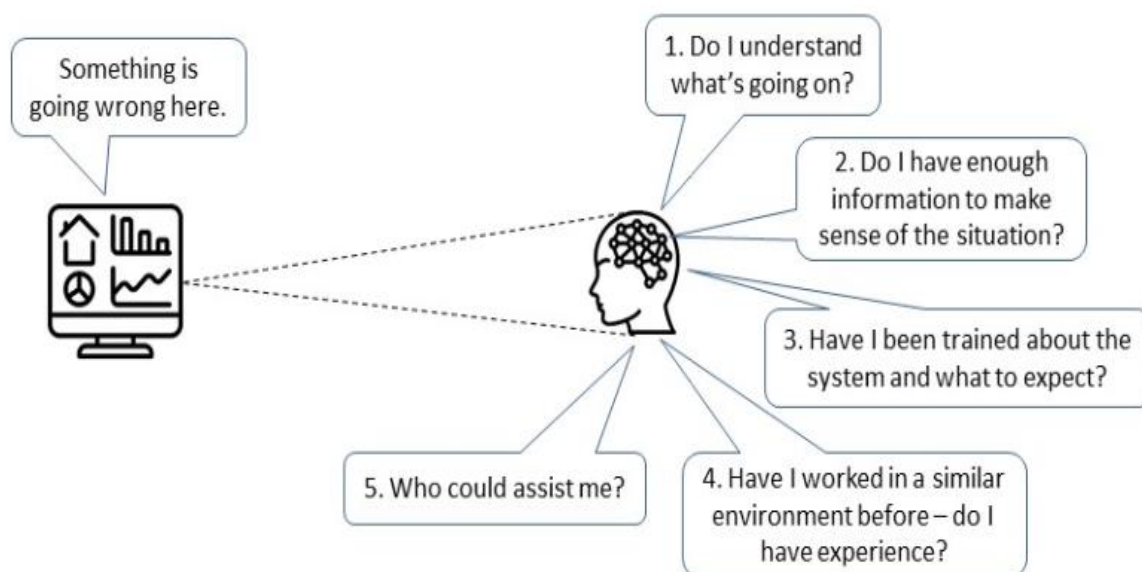 Something is
going wrong here.
1. Do I understand
what's going on?
2. Do I have enough
information to make
sense of the situation?
3. Have I been trained about the
system and what to expect?
4. Have I worked in a similar
environment before – do I
have experience?
5. Who could assist me?